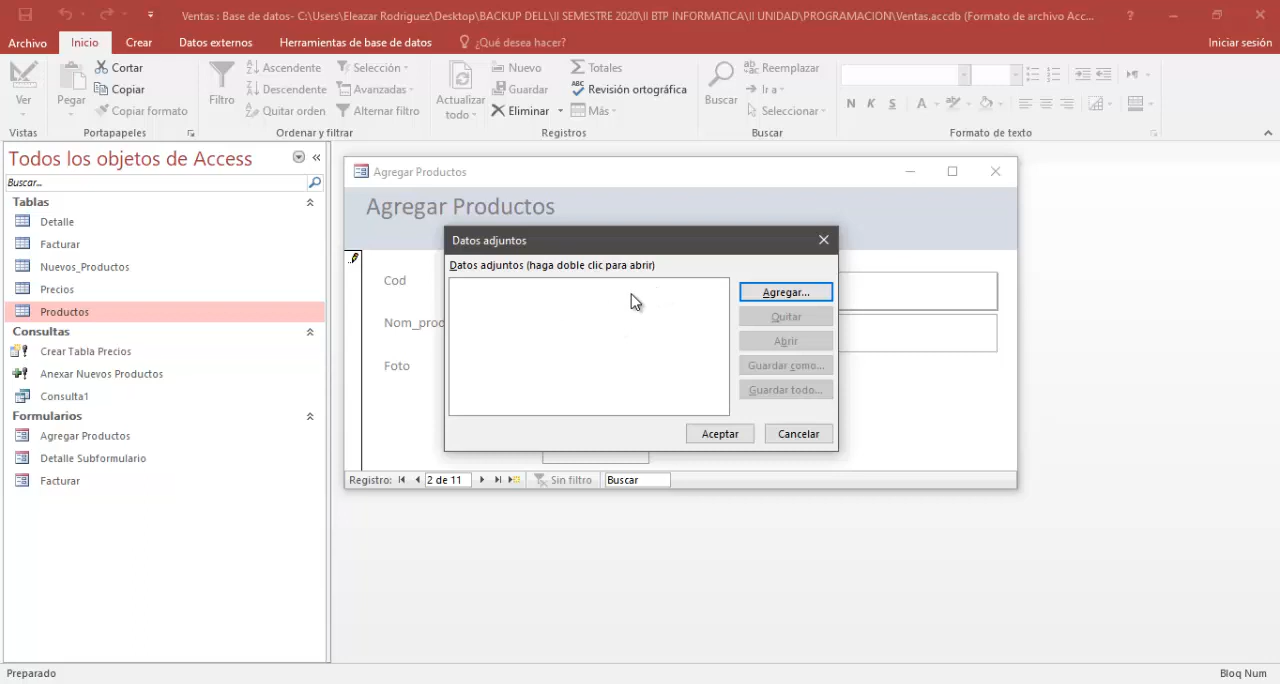 Ventas : Base de datos- C:\Users\Eleazar Rodriguez\Desktop\BACKUP DELL\II SEMESTRE 2020\II BTP INFORMATICA\II UNIDAD\PROGRAMACION\Ventas.accdb (Formato de archivo Acc...
?
Archivo Inicio Crear Datos externos Herramientas de base de datos ¿Qué desea hacer? Iniciar sesión
Ver
Vistas
Pegar
Cortar
Copiar
Copiar formato
Portapapeles
Filtro
Ascendente
Descendente
Quitar orden
Selección
Avanzadas
Alternar filtro
Ordenar y filtrar
Actualizar
todo
Nuevo
Guardar
Eliminar
Totales
Revisión ortográfica
Más
Registros
Buscar
Reemplazar
Ir a
Seleccionar
Buscar
N K S A
Formato de texto
Todos los objetos de Access
Buscar...
Tablas
Detalle
Facturar
Nuevos_Productos
Precios
Productos
Consultas
Crear Tabla Precios
Anexar Nuevos Productos
Consulta1
Formularios
Agregar Productos
Detalle Subformulario
Facturar
Agregar Productos
Agregar Productos
Cod
Nom_prod
Foto
Datos adjuntos
Datos adjuntos (haga doble clic para abrir)
Agregar...
Quitar
Abrir
Guardar como...
Guardar todo...
Aceptar Cancelar
Registro: 2 de 11 Sin filtro Buscar
Preparado Bloq Num